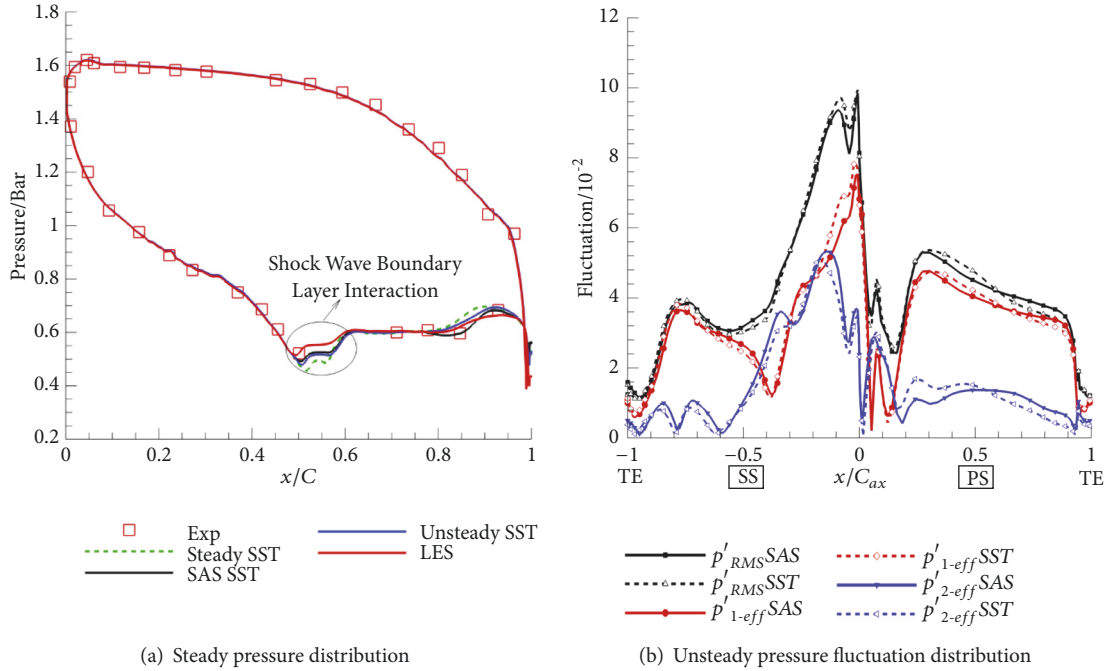 1.8
1.6
1.4
1.2
1
0.8
0.6
0.4
0.2
Pressure/Bar
Shock Wave Boundary
Layer Interaction
0 0.2 0.4 0.6 0.8 1
x/C
Exp
Steady SST
SAS SST
Unsteady SST
LES
(a) Steady pressure distribution
12
10
8
6
4
2
0
Fluctuation/10⁻²
−1 −0.5 0 0.5 1
TE SS x/C_ax PS TE
p′_RMS SAS
p′_RMS SST
p′_1-eff SAS
p′_1-eff SST
p′_2-eff SAS
p′_2-eff SST
(b) Unsteady pressure fluctuation distribution